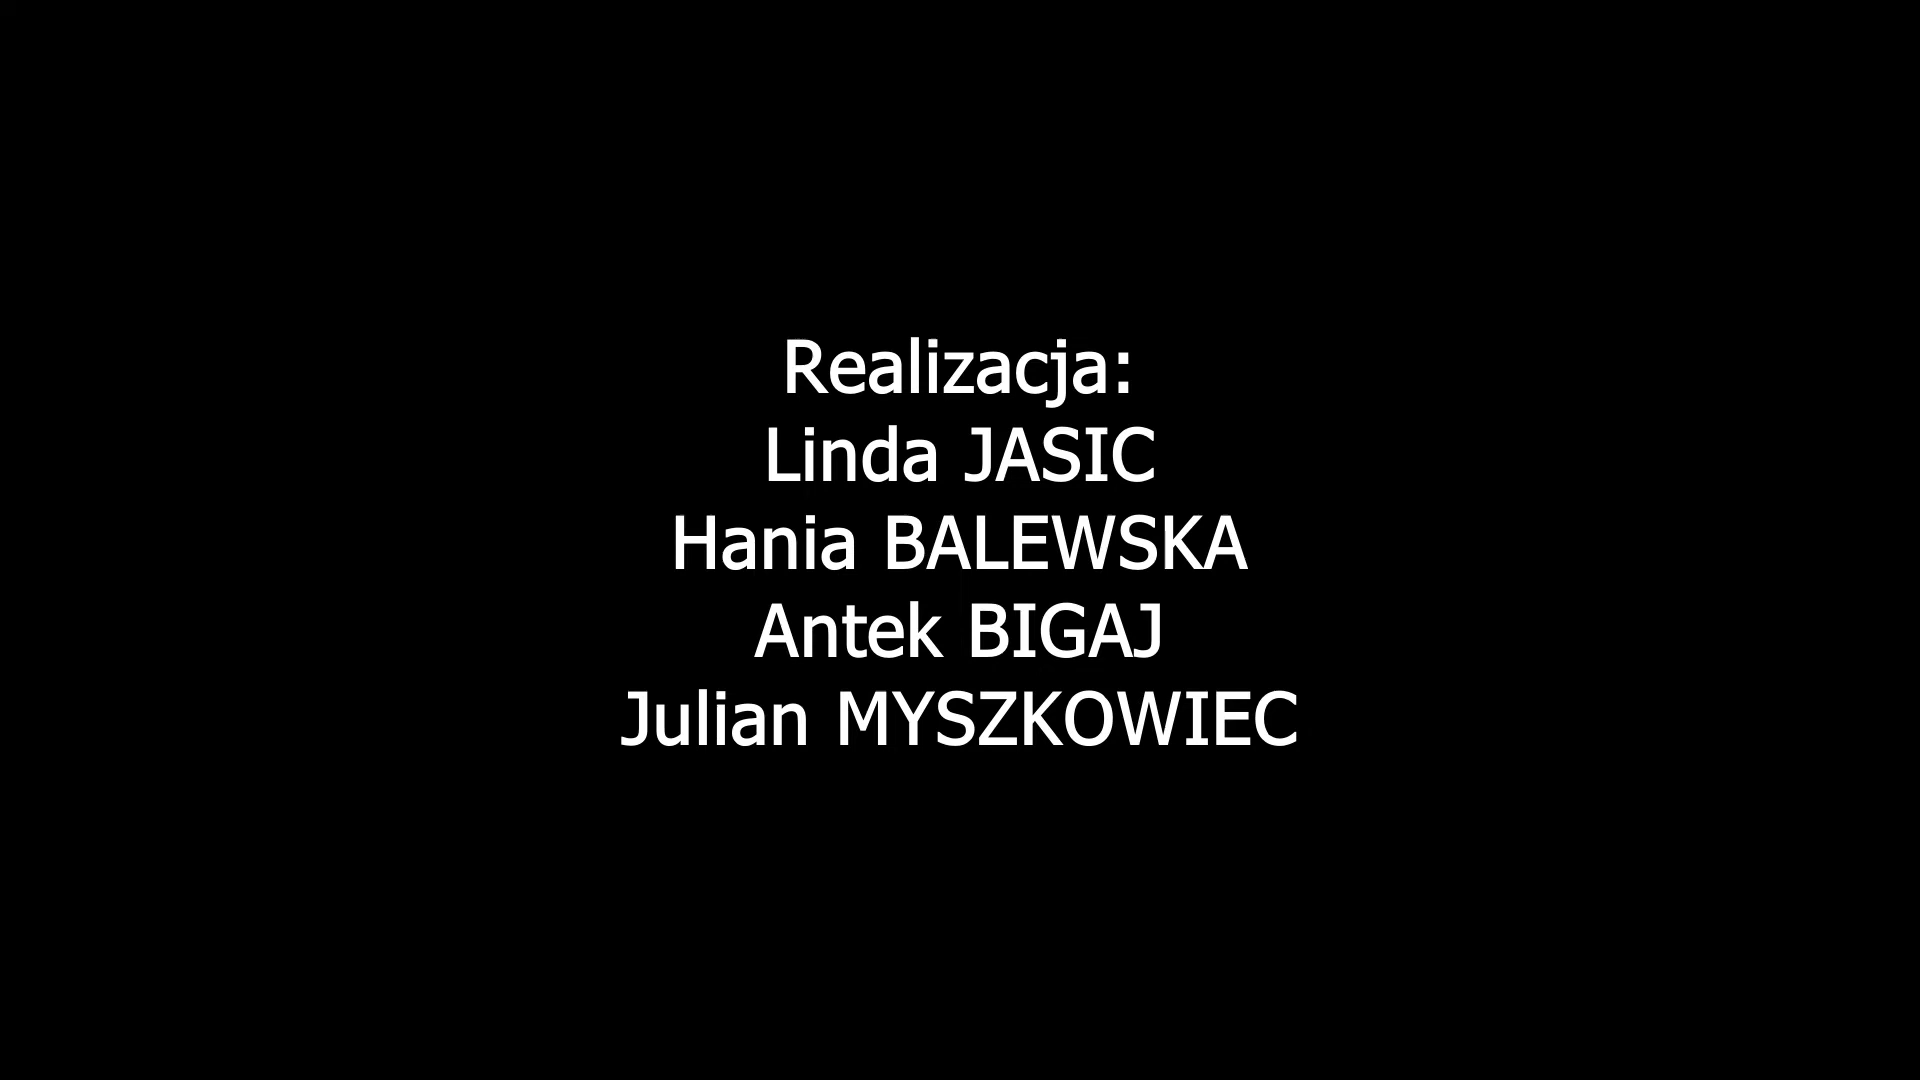 Realizacja:
Linda JASIC
Hania BALEWSKA
Antek BIGAJ
Julian MYSZKOWIEC